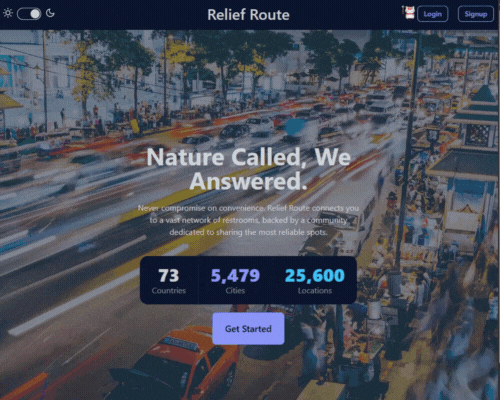 Relief Route
Login
Signup
Nature Called, We
Answered.
Never compromise on convenience. Relief Route connects you
to a vast network of restrooms, backed by a community
dedicated to sharing the most reliable spots.
73
Countries
5,479
Cities
25,600
Locations
Get Started